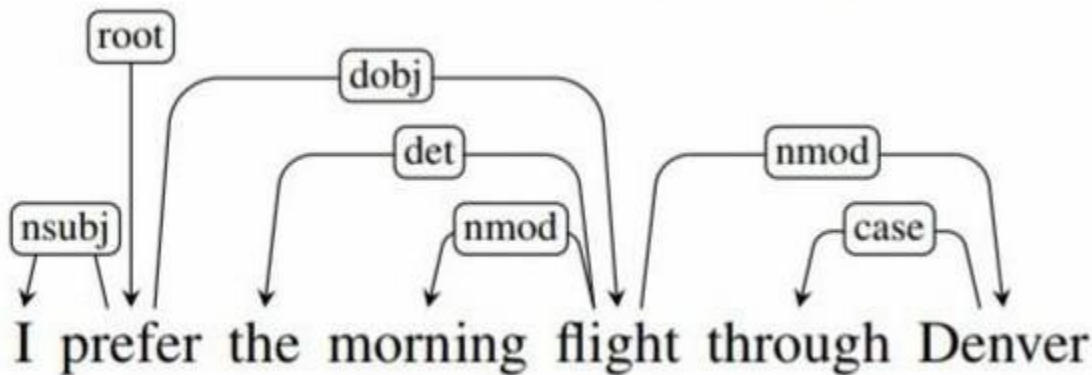 root
dobj
det
nmod
nsubj
nmod
case
I prefer the morning flight through Denver